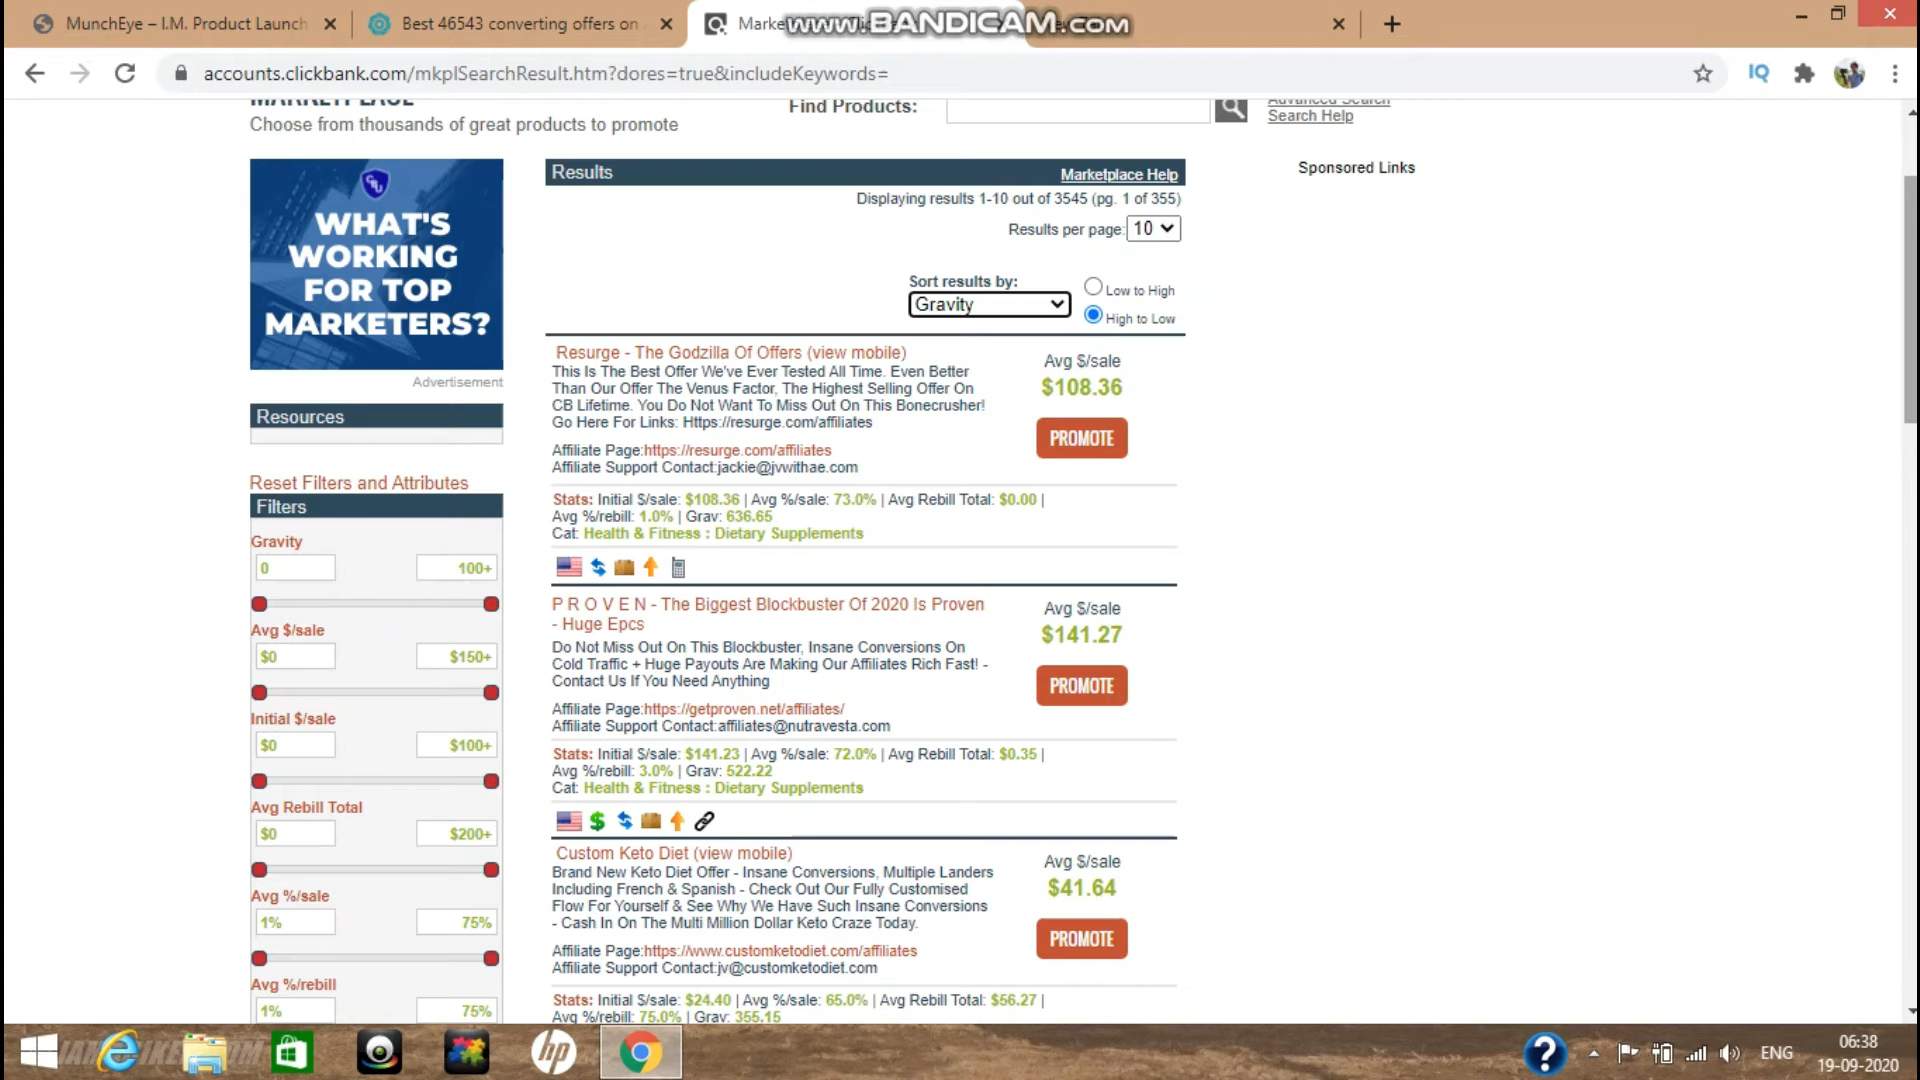 MunchEye – I.M. Product Launch
Best 46543 converting offers on
www.BANDICAM.com
accounts.clickbank.com/mkplSearchResult.htm?dores=true&includeKeywords=
IQ
MARKETPLACE
Choose from thousands of great products to promote
Find Products:
Advanced Search
Search Help
WHAT'S
WORKING
FOR TOP
MARKETERS?
Advertisement
Resources
Reset Filters and Attributes
Filters
Gravity
0 100+
Avg $/sale
$0 $150+
Initial $/sale
$0 $100+
Avg Rebill Total
$0 $200+
Avg %/sale
1% 75%
Avg %/rebill
1% 75%
Results
Marketplace Help
Displaying results 1-10 out of 3545 (pg. 1 of 355)
Results per page: 10
Sort results by:
Gravity
Low to High
High to Low
Resurge - The Godzilla Of Offers (view mobile)
This Is The Best Offer We've Ever Tested All Time. Even Better
Than Our Offer The Venus Factor, The Highest Selling Offer On
CB Lifetime. You Do Not Want To Miss Out On This Bonecrusher!
Go Here For Links: Https://resurge.com/affiliates
Affiliate Page:https://resurge.com/affiliates
Affiliate Support Contact:jackie@jvwithae.com
Avg $/sale
$108.36
PROMOTE
Stats: Initial $/sale: $108.36 | Avg %/sale: 73.0% | Avg Rebill Total: $0.00 |
Avg %/rebill: 1.0% | Grav: 636.65
Cat: Health & Fitness : Dietary Supplements
P R O V E N - The Biggest Blockbuster Of 2020 Is Proven
- Huge Epcs
Do Not Miss Out On This Blockbuster, Insane Conversions On
Cold Traffic + Huge Payouts Are Making Our Affiliates Rich Fast! -
Contact Us If You Need Anything
Affiliate Page:https://getproven.net/affiliates/
Affiliate Support Contact:affiliates@nutravesta.com
Avg $/sale
$141.27
PROMOTE
Stats: Initial $/sale: $141.23 | Avg %/sale: 72.0% | Avg Rebill Total: $0.35 |
Avg %/rebill: 3.0% | Grav: 522.22
Cat: Health & Fitness : Dietary Supplements
Custom Keto Diet (view mobile)
Brand New Keto Diet Offer - Insane Conversions, Multiple Landers
Including French & Spanish - Check Out Our Fully Customised
Flow For Yourself & See Why We Have Such Insane Conversions
- Cash In On The Multi Million Dollar Keto Craze Today.
Affiliate Page:https://www.customketodiet.com/affiliates
Affiliate Support Contact:jv@customketodiet.com
Avg $/sale
$41.64
PROMOTE
Stats: Initial $/sale: $24.40 | Avg %/sale: 65.0% | Avg Rebill Total: $56.27 |
Avg %/rebill: 75.0% | Grav: 355.15
Sponsored Links
hp
ENG
06:38
19-09-2020